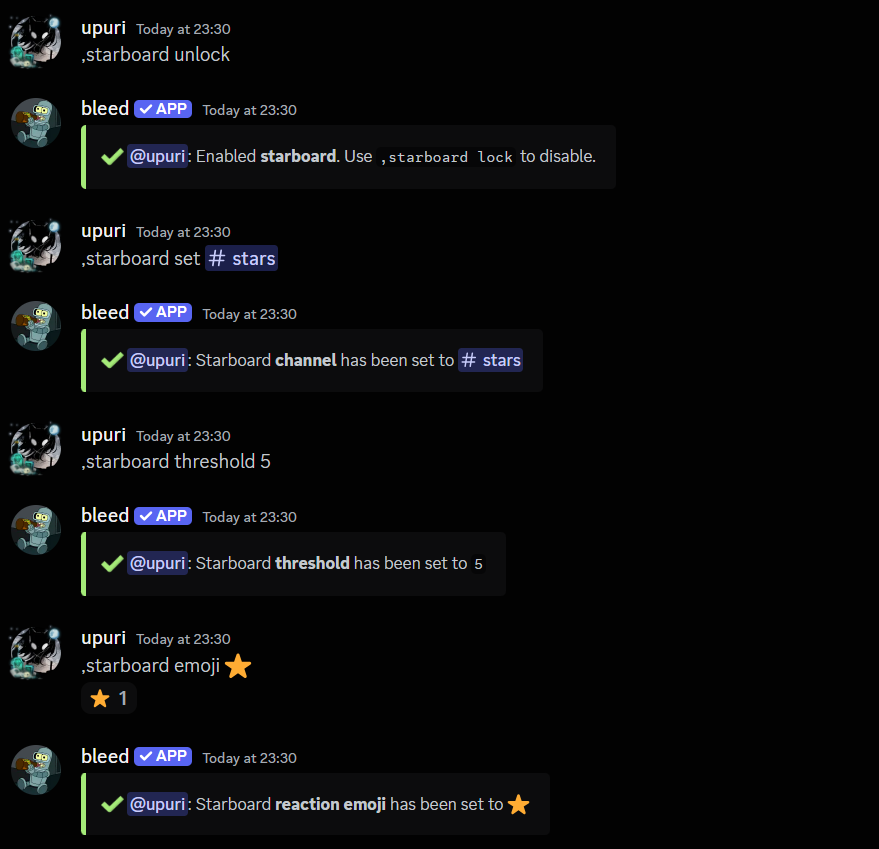 upuri Today at 23:30
,starboard unlock
bleed ✓ APP Today at 23:30
@upuri: Enabled starboard. Use ,starboard lock to disable.
upuri Today at 23:30
,starboard set # stars
bleed ✓ APP Today at 23:30
@upuri: Starboard channel has been set to # stars
upuri Today at 23:30
,starboard threshold 5
bleed ✓ APP Today at 23:30
@upuri: Starboard threshold has been set to 5
upuri Today at 23:30
,starboard emoji ⭐
⭐ 1
bleed ✓ APP Today at 23:30
@upuri: Starboard reaction emoji has been set to ⭐